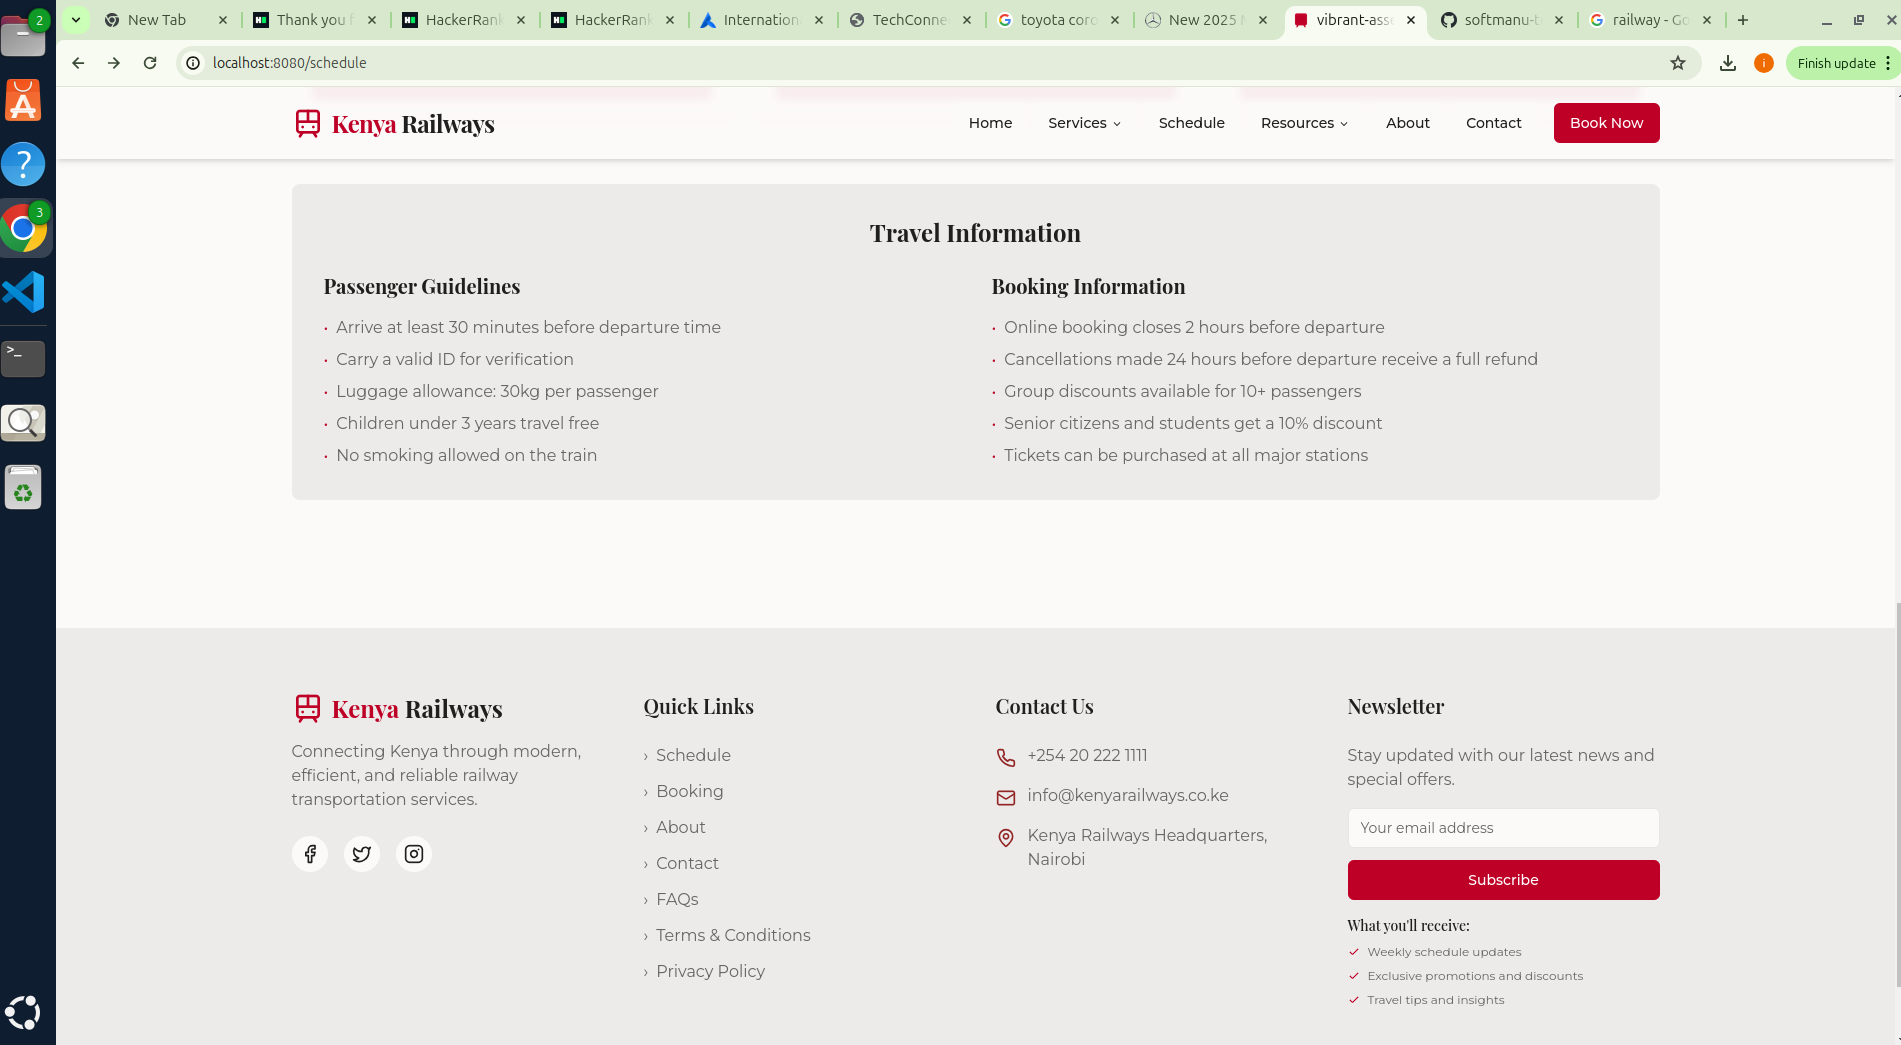 2
New Tab
Thank you f
HackerRank
HackerRank
Internation
TechConne
toyota coro
New 2025 M
vibrant-asse
softmanu-t
railway - Go
localhost:8080/schedule
i
Finish update
Kenya Railways
Home
Services
Schedule
Resources
About
Contact
Book Now
3
Travel Information
Passenger Guidelines
• Arrive at least 30 minutes before departure time
• Carry a valid ID for verification
• Luggage allowance: 30kg per passenger
• Children under 3 years travel free
• No smoking allowed on the train
Booking Information
• Online booking closes 2 hours before departure
• Cancellations made 24 hours before departure receive a full refund
• Group discounts available for 10+ passengers
• Senior citizens and students get a 10% discount
• Tickets can be purchased at all major stations
Kenya Railways
Connecting Kenya through modern,
efficient, and reliable railway
transportation services.
Quick Links
› Schedule
› Booking
› About
› Contact
› FAQs
› Terms & Conditions
› Privacy Policy
Contact Us
+254 20 222 1111
info@kenyarailways.co.ke
Kenya Railways Headquarters,
Nairobi
Newsletter
Stay updated with our latest news and
special offers.
Your email address
Subscribe
What you'll receive:
Weekly schedule updates
Exclusive promotions and discounts
Travel tips and insights